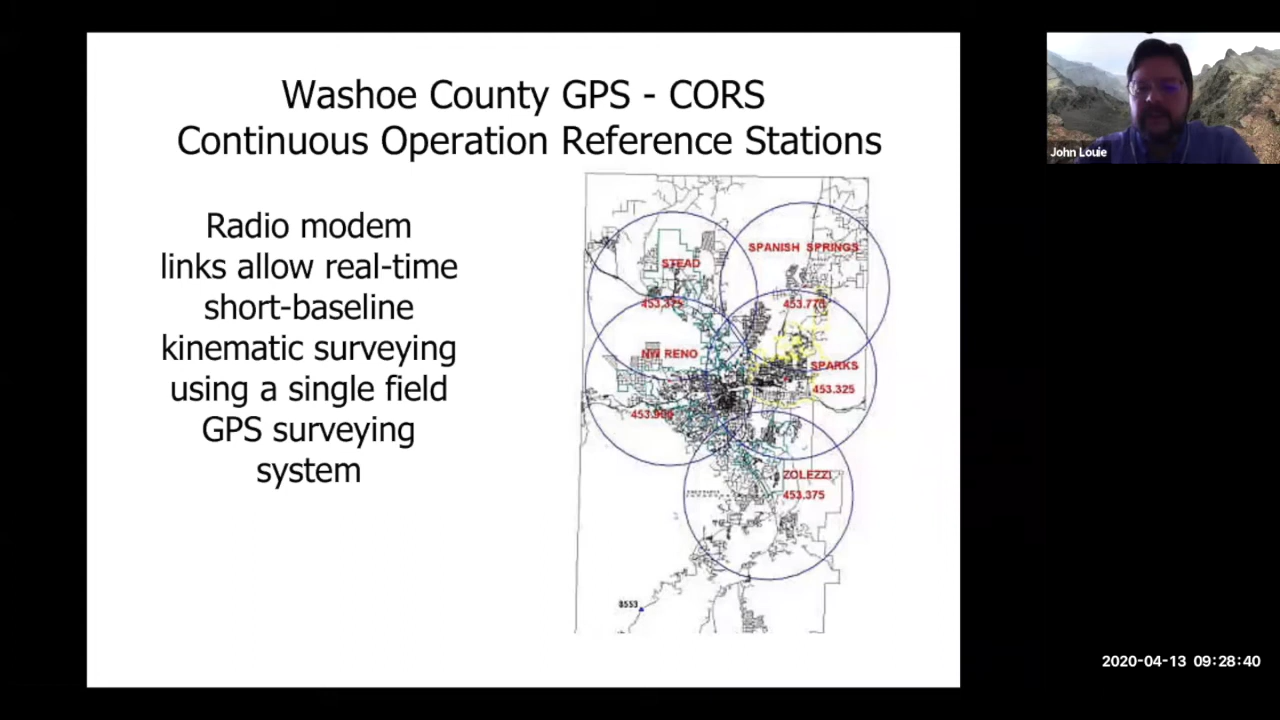 Washoe County GPS - CORS
Continuous Operation Reference Stations
Radio modem
links allow real-time
short-baseline
kinematic surveying
using a single field
GPS surveying
system
SPANISH SPRINGS
STEAD
453.775
NW RENO
SPARKS
453.325
ZOLEZZI
453.375
John Louie
2020-04-13 09:28:40